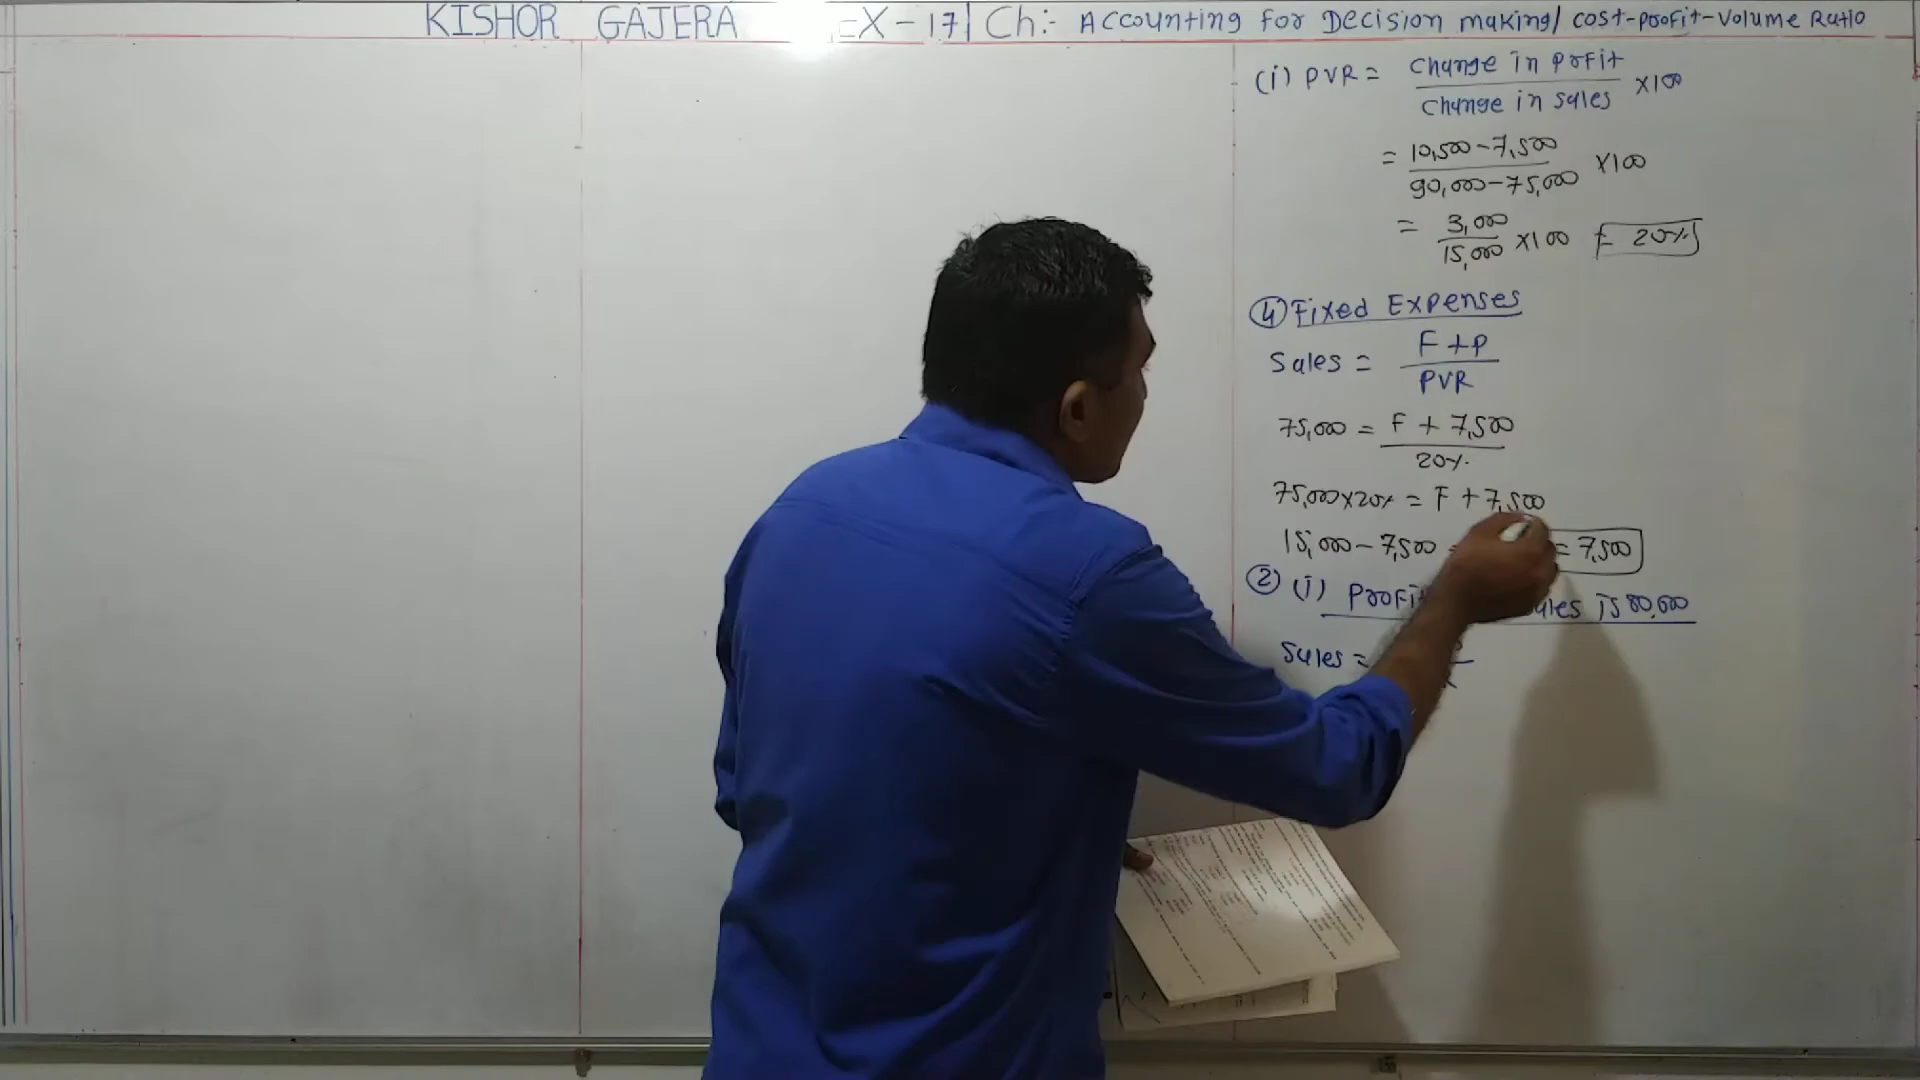 KISHOR GAJERA EX-17 Ch:- Accounting for Decision making/ Cost-Profit-Volume Ratio
(i) PVR = Change in profit / Change in sales ×100
= 10,500-7,500 / 90,000-75,000 ×100
= 3,000 / 15,000 ×100 = 20%
④ Fixed Expenses
Sales = F+P / PVR
75,000 = F + 7,500 / 20%
75,000×20% = F + 7,500
15,000-7,500 = 7,500
② (i) Profit sales is 80,000
Sales =